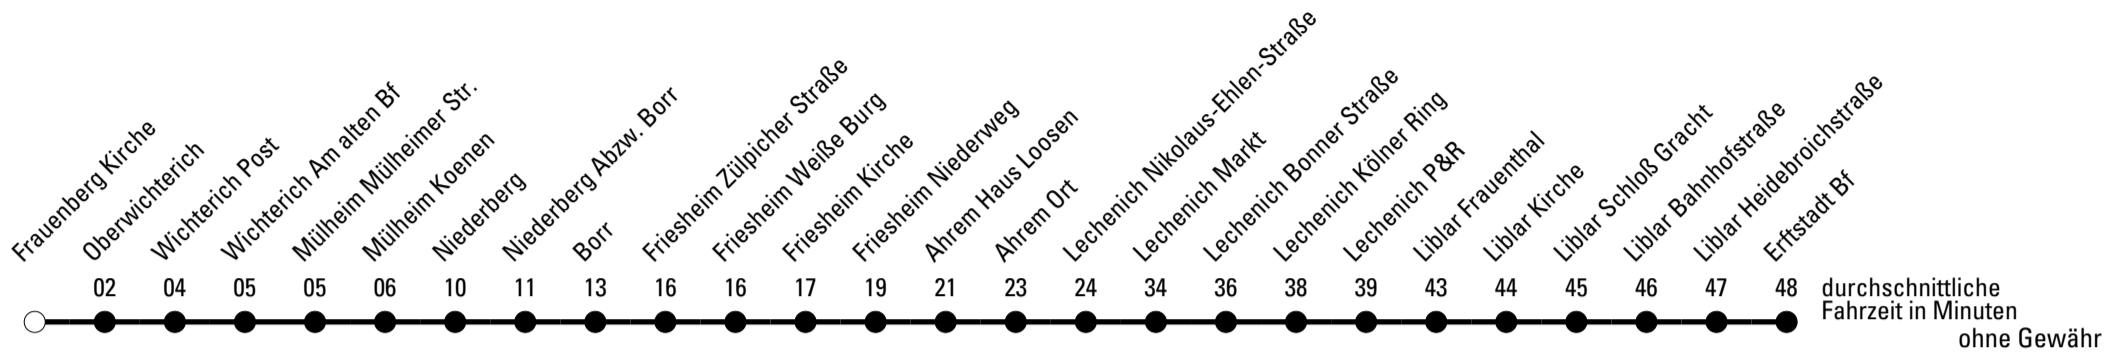 Frauenberg Kirche
Oberwichterich
Wichterich Post
Wichterich Am alten Bf
Mülheim Mülheimer Str.
Mülheim Koenen
Niederberg
Niederberg Abzw. Borr
Borr
Friesheim Zülpicher Straße
Friesheim Weiße Burg
Friesheim Kirche
Friesheim Niederweg
Ahrem Haus Loosen
Ahrem Ort
Lechenich Nikolaus-Ehlen-Straße
Lechenich Markt
Lechenich Bonner Straße
Lechenich Kölner Ring
Lechenich P&R
Liblar Frauenthal
Liblar Kirche
Liblar Schloß Gracht
Liblar Bahnhofstraße
Liblar Heidebroichstraße
Erftstadt Bf
02 04 05 05 06 10 11 13 16 16 17 19 21 23 24 34 36 38 39 43 44 45 46 47 48 durchschnittliche
Fahrzeit in Minuten
ohne Gewähr